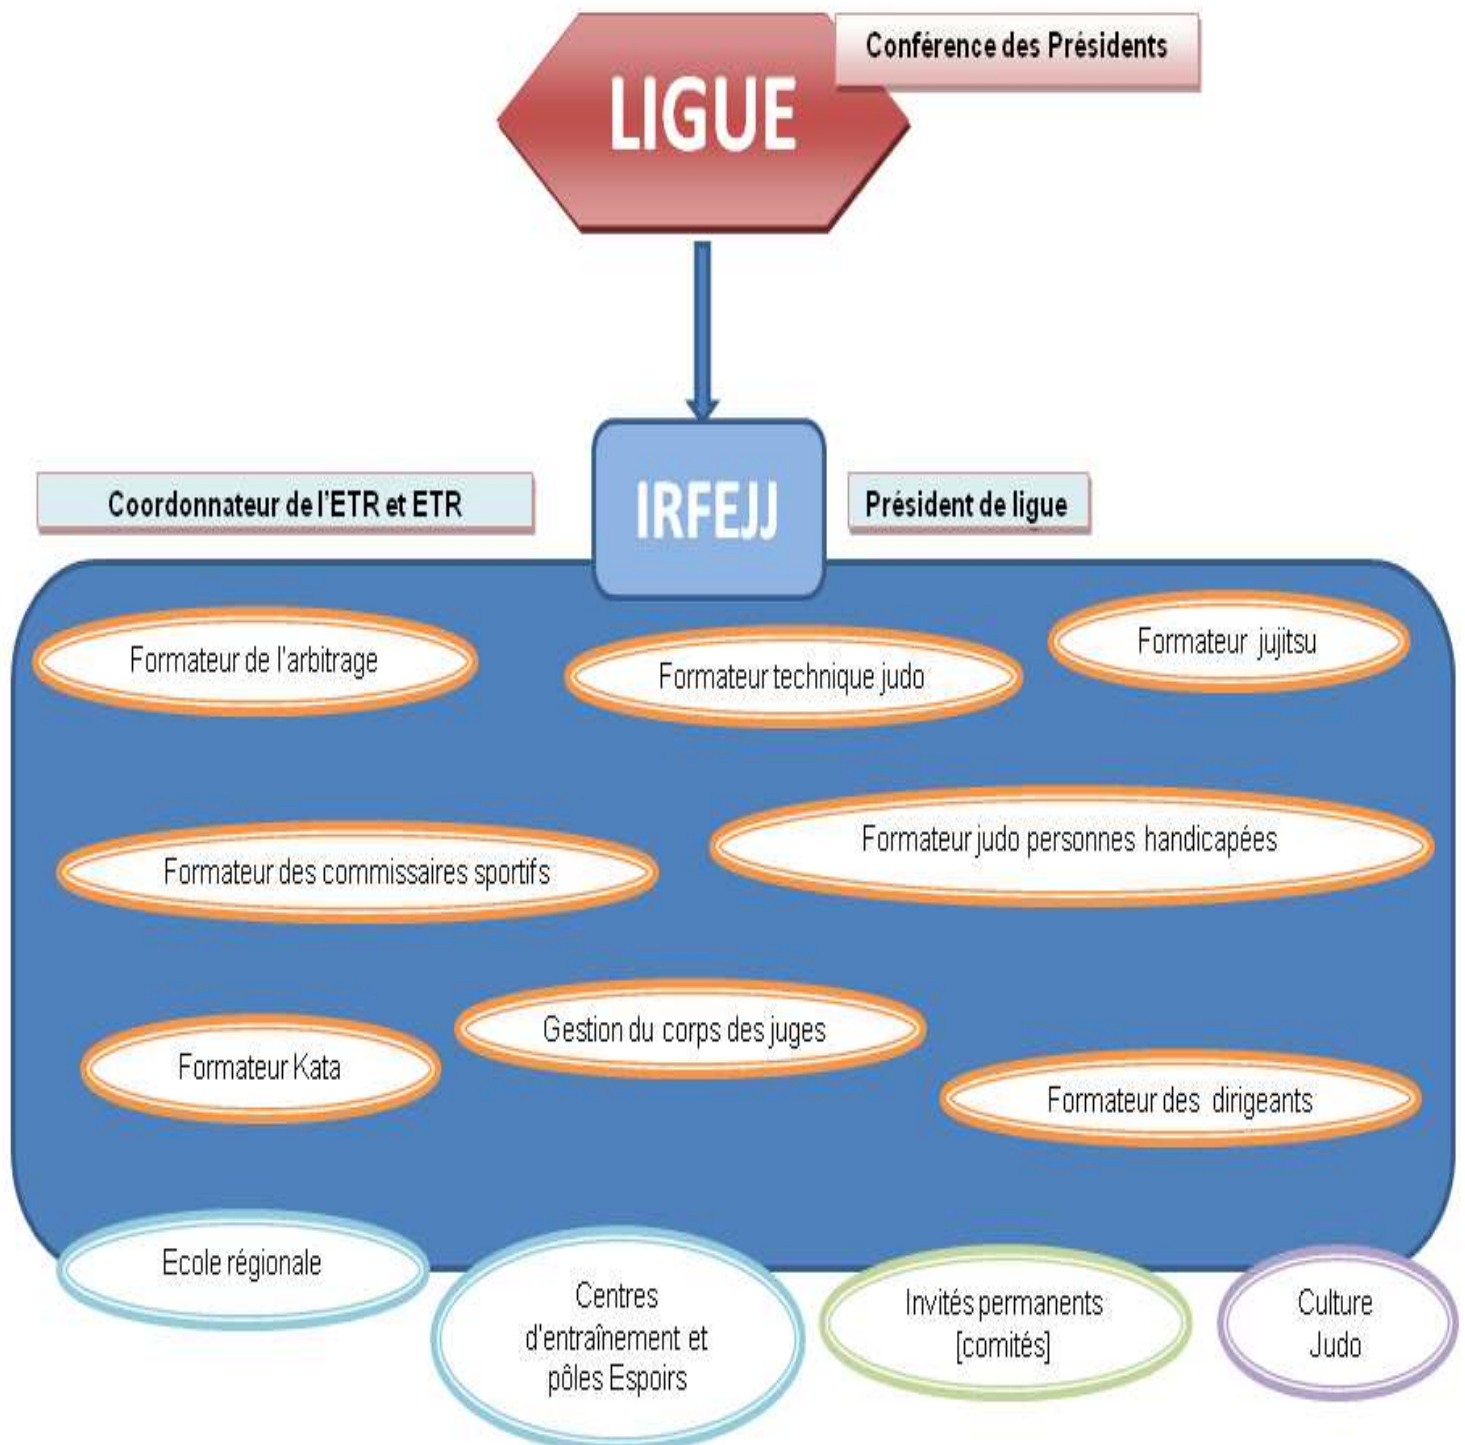 Conférence des Présidents
LIGUE
IRFEJJ
Coordonnateur de l'ETR et ETR
Président de ligue
Formateur de l'arbitrage
Formateur technique judo
Formateur jujitsu
Formateur des commissaires sportifs
Formateur judo personnes handicapées
Formateur Kata
Gestion du corps des juges
Formateur des dirigeants
Ecole régionale
Centres
d'entraînement et
pôles Espoirs
Invités permanents
[comités]
Culture
Judo